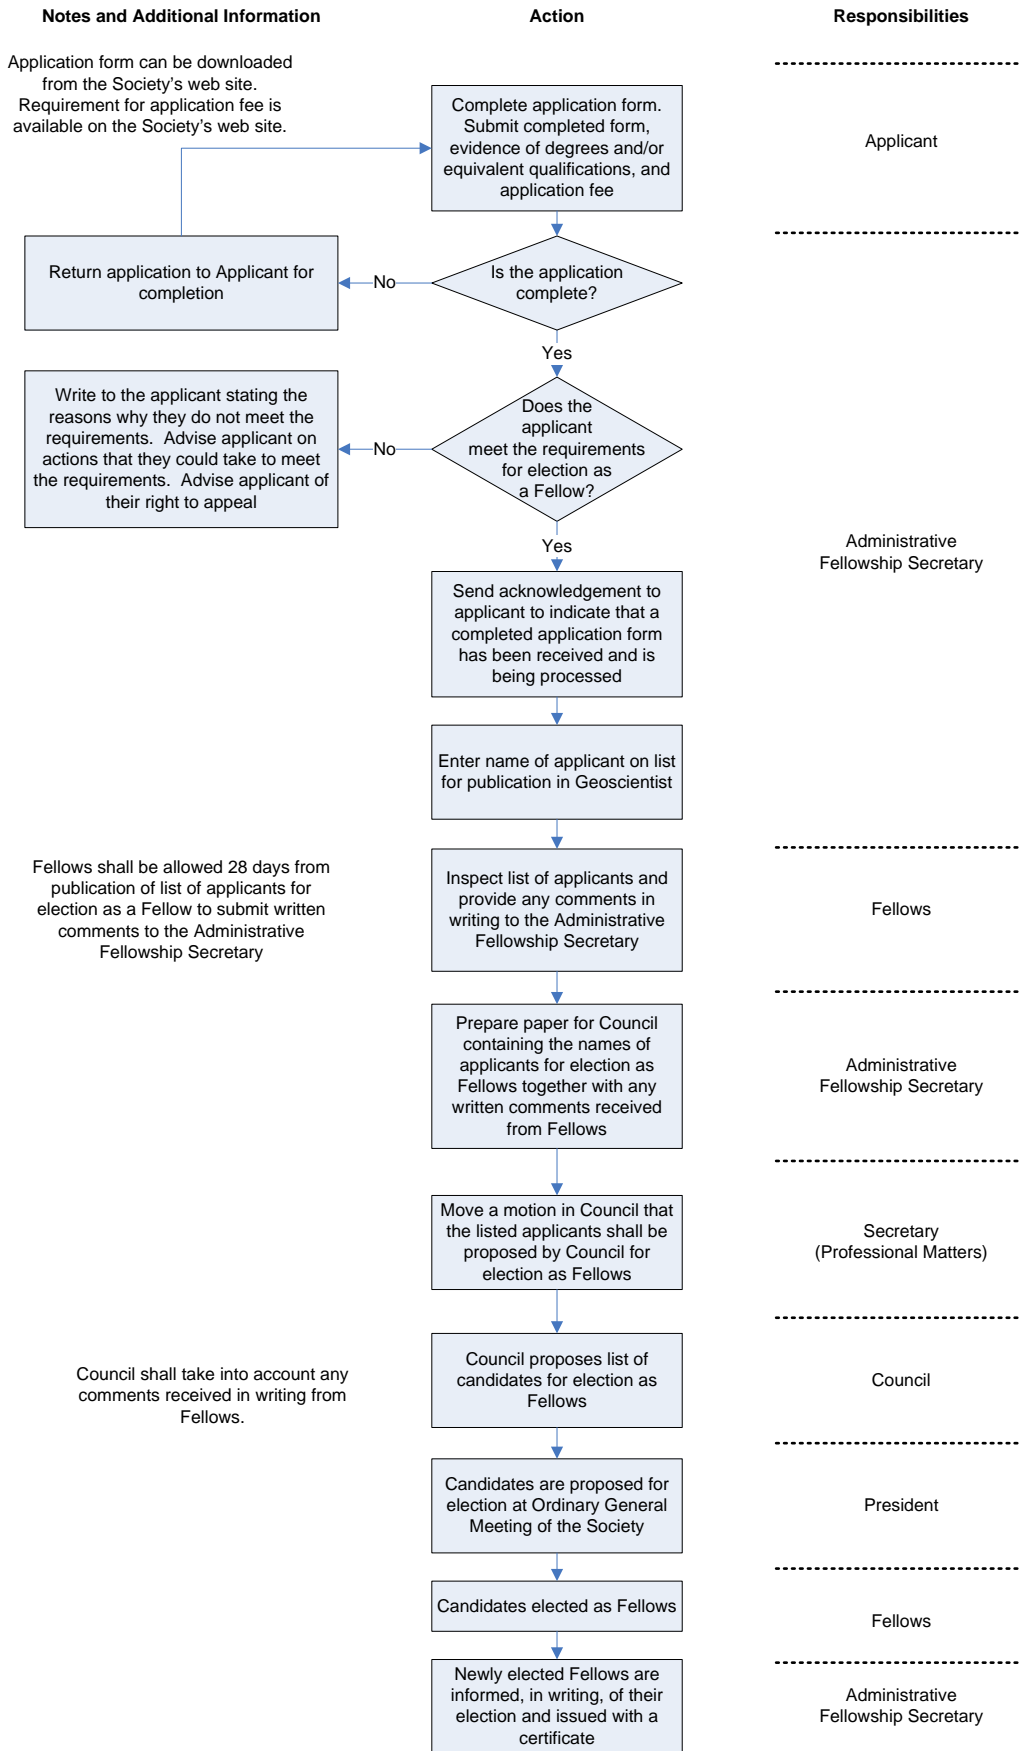 Notes and Additional Information
Action
Responsibilities
Application form can be downloaded
from the Society's web site.
Requirement for application fee is
available on the Society's web site.
Complete application form.
Submit completed form,
evidence of degrees and/or
equivalent qualifications, and
application fee
Applicant
Return application to Applicant for
completion
No
Is the application
complete?
Yes
Write to the applicant stating the
reasons why they do not meet the
requirements.  Advise applicant on
actions that they could take to meet
the requirements.  Advise applicant of
their right to appeal
No
Does the
applicant
meet the requirements
for election as
a Fellow?
Yes
Administrative
Fellowship Secretary
Send acknowledgement to
applicant to indicate that a
completed application form
has been received and is
being processed
Enter name of applicant on list
for publication in Geoscientist
Fellows shall be allowed 28 days from
publication of list of applicants for
election as a Fellow to submit written
comments to the Administrative
Fellowship Secretary
Inspect list of applicants and
provide any comments in
writing to the Administrative
Fellowship Secretary
Fellows
Prepare paper for Council
containing the names of
applicants for election as
Fellows together with any
written comments received
from Fellows
Administrative
Fellowship Secretary
Move a motion in Council that
the listed applicants shall be
proposed by Council for
election as Fellows
Secretary
(Professional Matters)
Council shall take into account any
comments received in writing from
Fellows.
Council proposes list of
candidates for election as
Fellows
Council
Candidates are proposed for
election at Ordinary General
Meeting of the Society
President
Candidates elected as Fellows
Fellows
Newly elected Fellows are
informed, in writing, of their
election and issued with a
certificate
Administrative
Fellowship Secretary